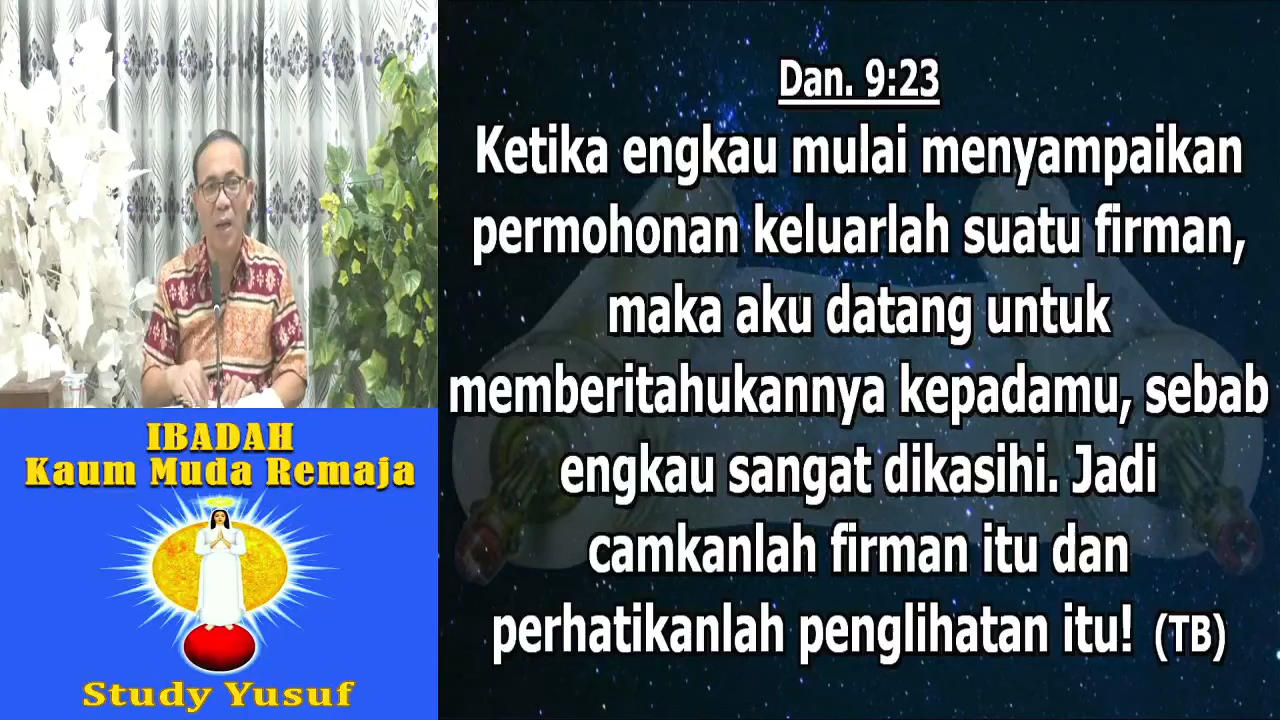 IBADAH
Kaum Muda Remaja
Study Yusuf
Dan. 9:23
Ketika engkau mulai menyampaikan
permohonan keluarlah suatu firman,
maka aku datang untuk
memberitahukannya kepadamu, sebab
engkau sangat dikasihi. Jadi
camkanlah firman itu dan
perhatikanlah penglihatan itu! (TB)